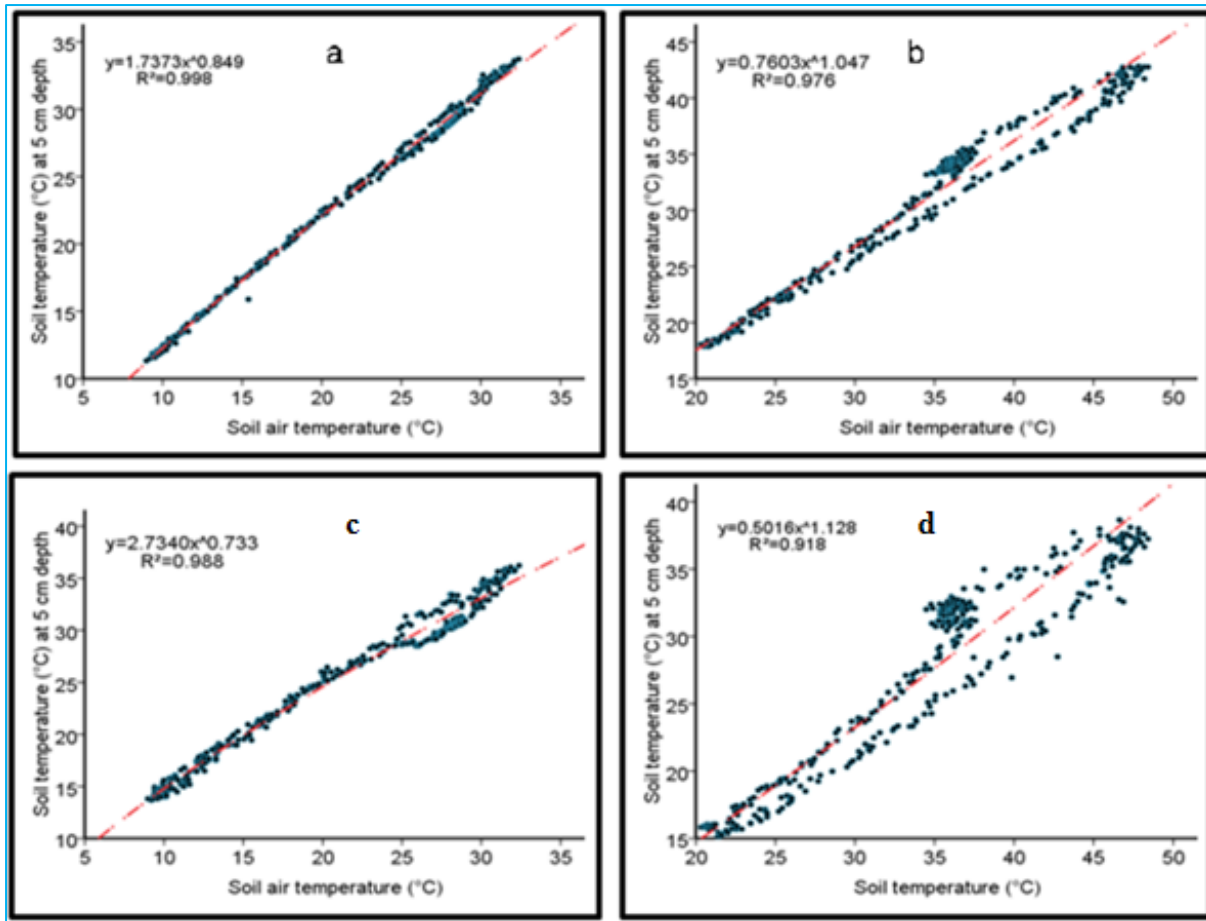 a
y=1.7373x^0.849
R²=0.998
Soil temperature (°C) at 5 cm depth
35
30
25
20
15
10
5 10 15 20 25 30 35
Soil air temperature (°C)
b
y=0.7603x^1.047
R²=0.976
Soil temperature (°C) at 5 cm depth
45
40
35
30
25
20
15
20 25 30 35 40 45 50
Soil air temperature (°C)
c
y=2.7340x^0.733
R²=0.988
Soil temperature (°C) at 5 cm depth
40
35
30
25
20
15
10
5 10 15 20 25 30 35
Soil air temperature (°C)
d
y=0.5016x^1.128
R²=0.918
Soil temperature (°C) at 5 cm depth
40
35
30
25
20
15
20 25 30 35 40 45 50
Soil temperature (°C)